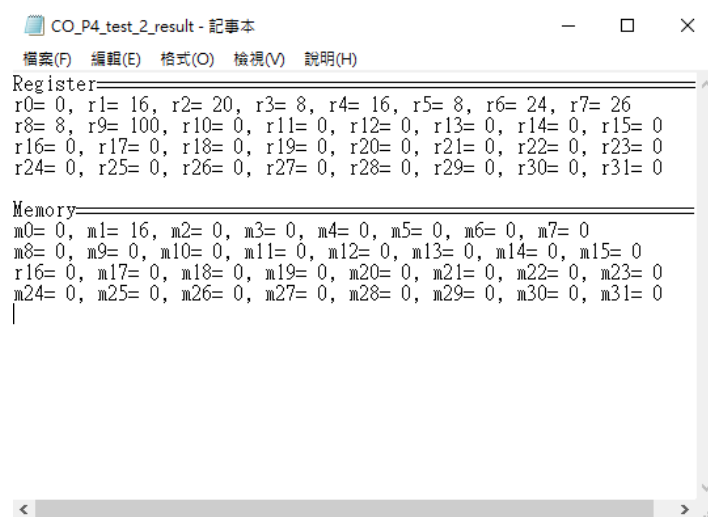 CO_P4_test_2_result - 記事本
檔案(F) 編輯(E) 格式(O) 檢視(V) 說明(H)
Register═══════════════════════════
r0= 0, r1= 16, r2= 20, r3= 8, r4= 16, r5= 8, r6= 24, r7= 26
r8= 8, r9= 100, r10= 0, r11= 0, r12= 0, r13= 0, r14= 0, r15= 0
r16= 0, r17= 0, r18= 0, r19= 0, r20= 0, r21= 0, r22= 0, r23= 0
r24= 0, r25= 0, r26= 0, r27= 0, r28= 0, r29= 0, r30= 0, r31= 0
Memory═══════════════════════════
m0= 0, m1= 16, m2= 0, m3= 0, m4= 0, m5= 0, m6= 0, m7= 0
m8= 0, m9= 0, m10= 0, m11= 0, m12= 0, m13= 0, m14= 0, m15= 0
r16= 0, m17= 0, m18= 0, m19= 0, m20= 0, m21= 0, m22= 0, m23= 0
m24= 0, m25= 0, m26= 0, m27= 0, m28= 0, m29= 0, m30= 0, m31= 0